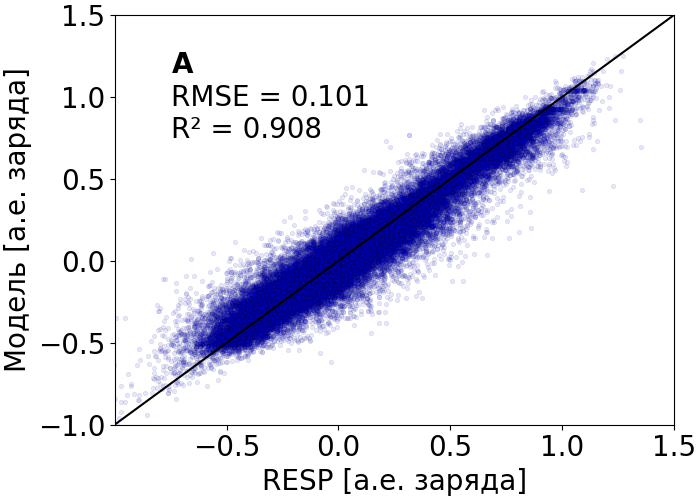 A
RMSE = 0.101
R² = 0.908
1.5
1.0
0.5
0.0
−0.5
−1.0
Модель [а.е. заряда]
−0.5
0.0
0.5
1.0
1.5
RESP [а.е. заряда]